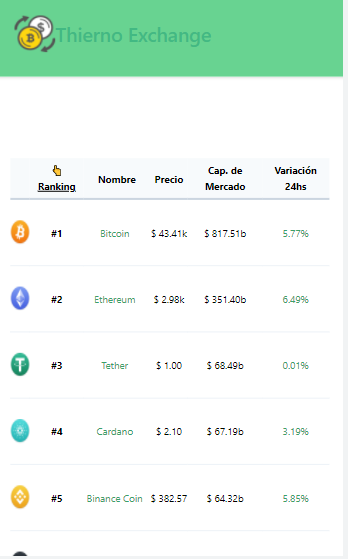 Thierno Exchange
Ranking Nombre Precio Cap. de Mercado Variación 24hs
#1 Bitcoin $ 43.41k $ 817.51b 5.77%
#2 Ethereum $ 2.98k $ 351.40b 6.49%
#3 Tether $ 1.00 $ 68.49b 0.01%
#4 Cardano $ 2.10 $ 67.19b 3.19%
#5 Binance Coin $ 382.57 $ 64.32b 5.85%